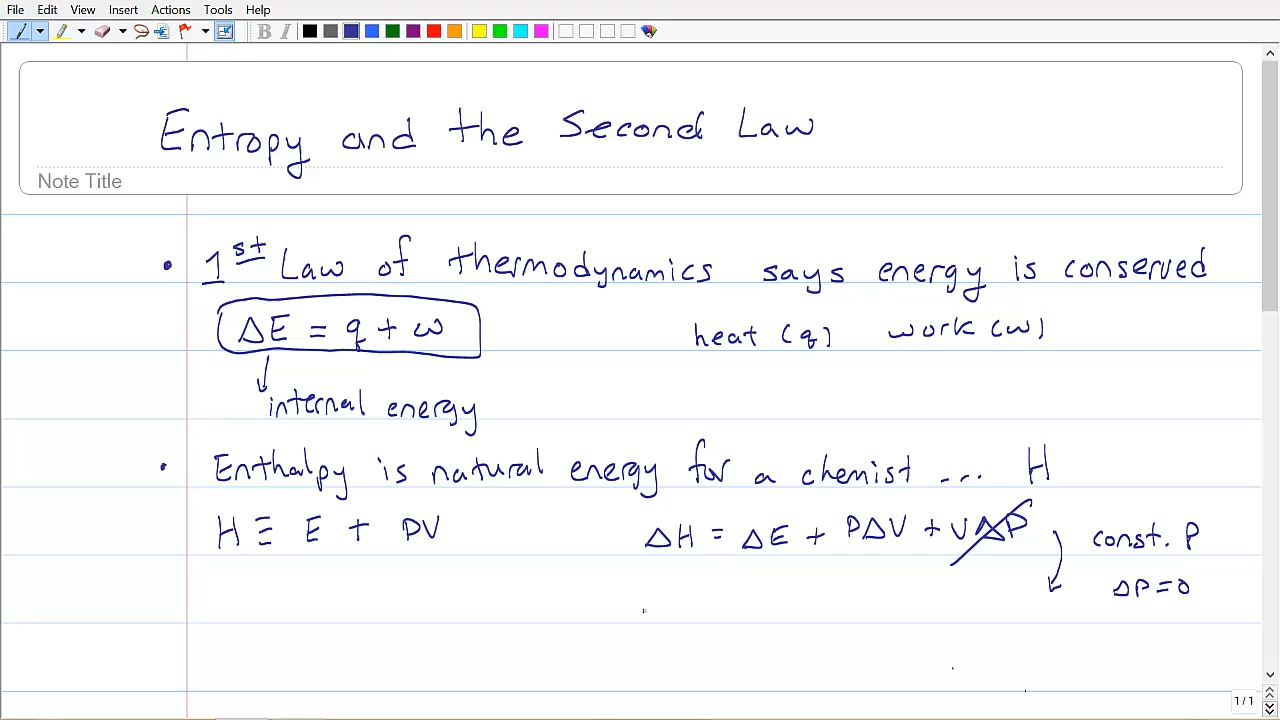 File Edit View Insert Actions Tools Help
B I
Entropy and the Second Law
Note Title
• 1st Law of thermodynamics says energy is conserved
ΔE = q + w heat (q) work (w)
internal energy
• Enthalpy is natural energy for a chemist ... H
H ≡ E + PV ΔH = ΔE + PΔV + VΔP const. P
ΔP = 0
1/1